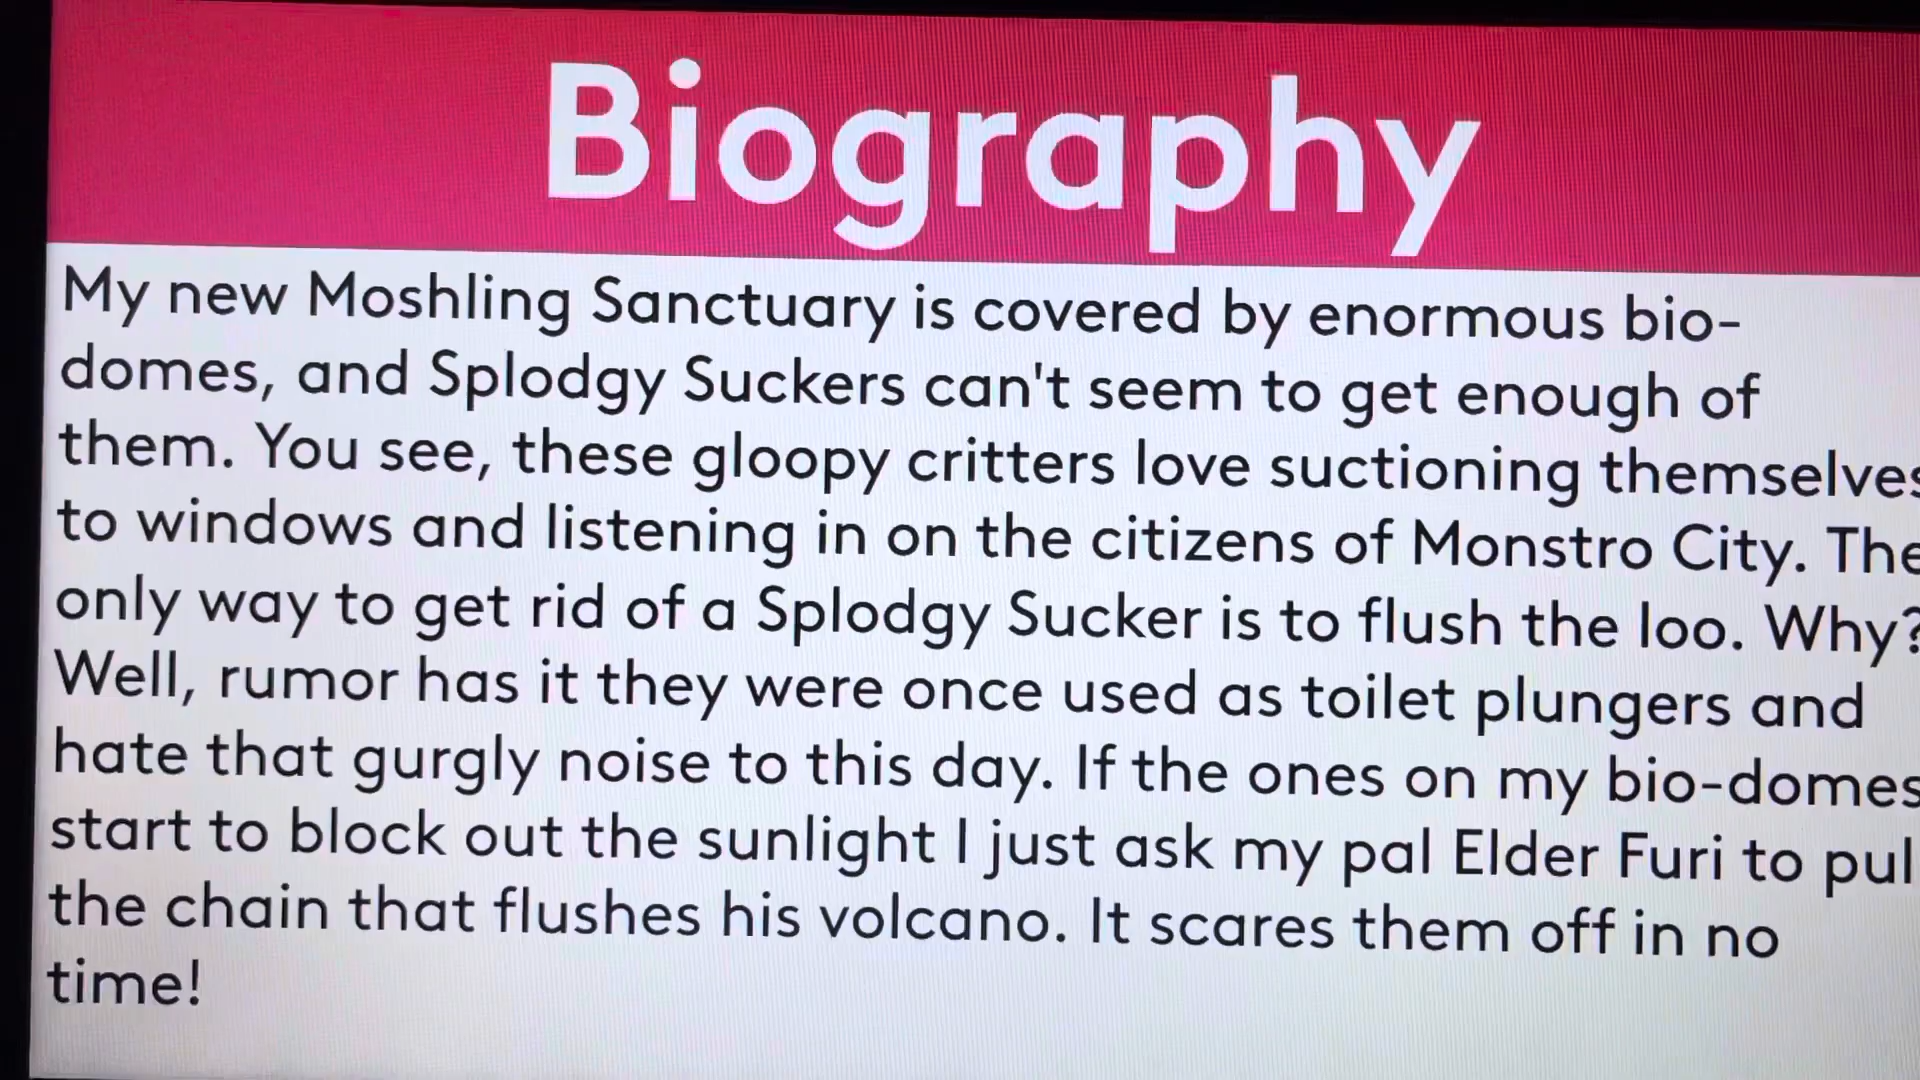 Biography
My new Moshling Sanctuary is covered by enormous bio-
domes, and Splodgy Suckers can't seem to get enough of
them. You see, these gloopy critters love suctioning themselves
to windows and listening in on the citizens of Monstro City. The
only way to get rid of a Splodgy Sucker is to flush the loo. Why?
Well, rumor has it they were once used as toilet plungers and
hate that gurgly noise to this day. If the ones on my bio-domes
start to block out the sunlight I just ask my pal Elder Furi to pul
the chain that flushes his volcano. It scares them off in no
time!